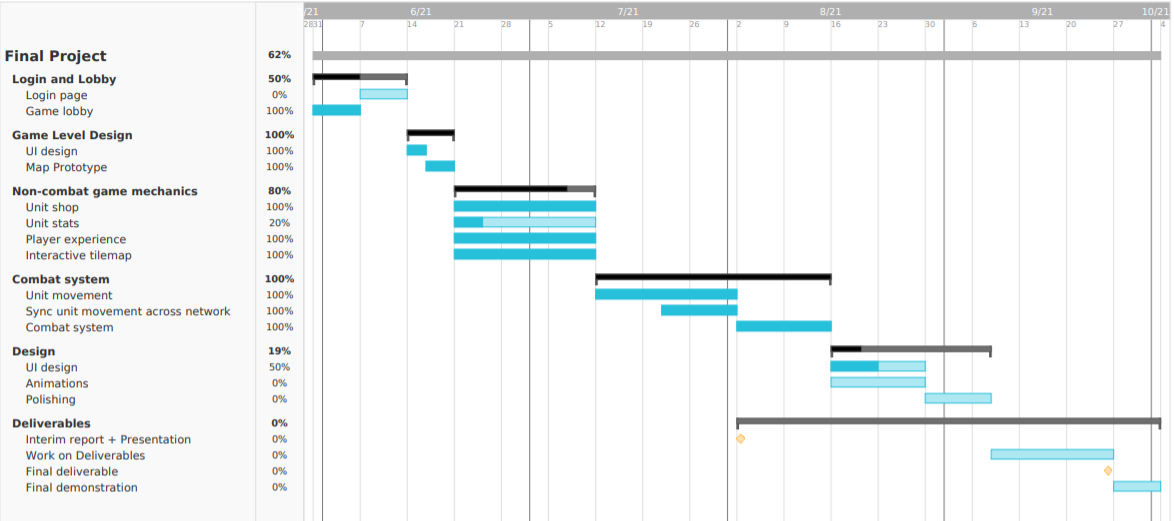 /21 6/21 7/21 8/21 9/21 10/21
28 31 7 14 21 28 5 12 19 26 2 9 16 23 30 6 13 20 27 4
Final Project 62%
Login and Lobby 50%
Login page 0%
Game lobby 100%
Game Level Design 100%
UI design 100%
Map Prototype 100%
Non-combat game mechanics 80%
Unit shop 100%
Unit stats 20%
Player experience 100%
Interactive tilemap 100%
Combat system 100%
Unit movement 100%
Sync unit movement across network 100%
Combat system 100%
Design 19%
UI design 50%
Animations 0%
Polishing 0%
Deliverables 0%
Interim report + Presentation 0%
Work on Deliverables 0%
Final deliverable 0%
Final demonstration 0%